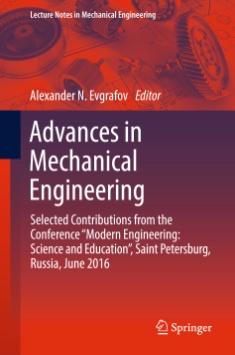 Lecture Notes in Mechanical Engineering
Alexander N. Evgrafov Editor
Advances in
Mechanical
Engineering
Selected Contributions from the
Conference “Modern Engineering:
Science and Education”, Saint Petersburg,
Russia, June 2016
Springer